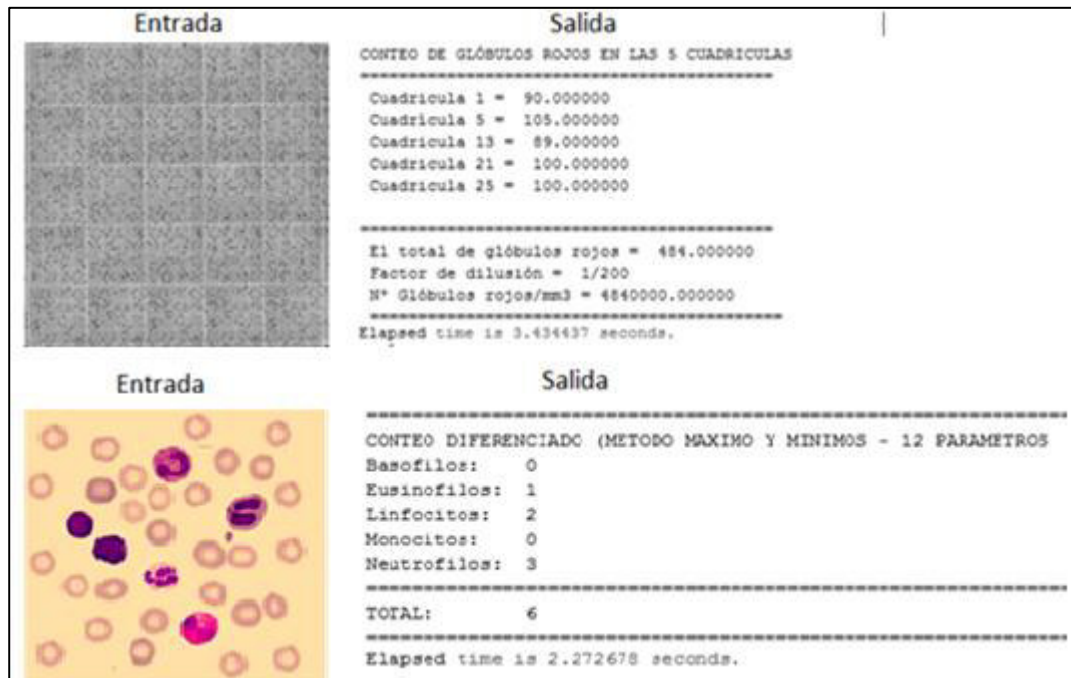 Entrada
Salida
CONTEO DE GLÓBULOS ROJOS EN LAS 5 CUADRICULAS
Cuadricula 1 = 90.000000
Cuadricula 5 = 105.000000
Cuadricula 13 = 89.000000
Cuadricula 21 = 100.000000
Cuadricula 25 = 100.000000
El total de glóbulos rojos = 484.000000
Factor de dilusión = 1/200
N° Glóbulos rojos/mm3 = 4840000.000000
Elapsed time is 3.434437 seconds.
Entrada
Salida
CONTEO DIFERENCIADO (METODO MAXIMO Y MINIMOS - 12 PARAMETROS
Basofilos: 0
Eusinofilos: 1
Linfocitos: 2
Monocitos: 0
Neutrofilos: 3
TOTAL: 6
Elapsed time is 2.272678 seconds.